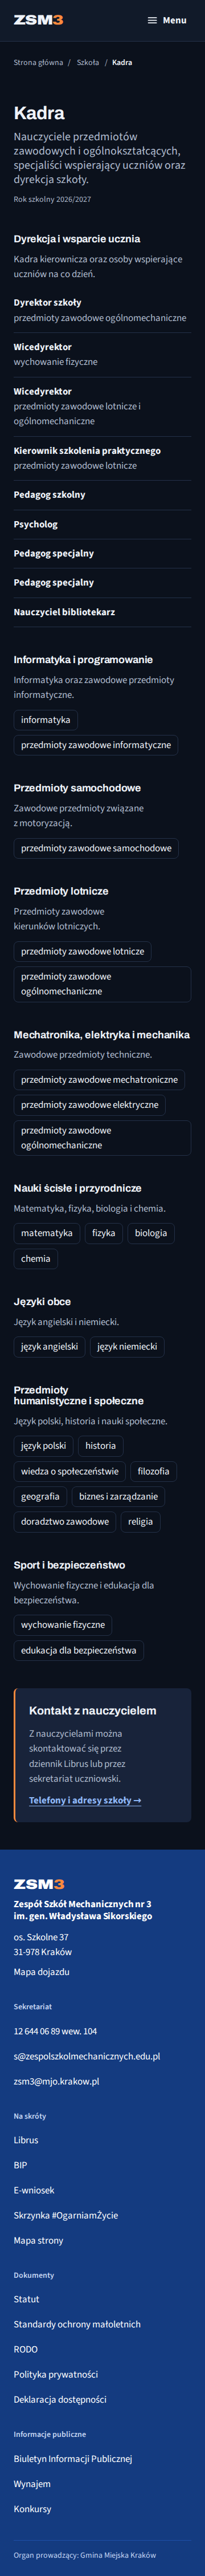 ZSM3
Menu
Strona główna / Szkoła / Kadra
Kadra
Nauczyciele przedmiotów
zawodowych i ogólnokształcących,
specjaliści wspierający uczniów oraz
dyrekcja szkoły.
Rok szkolny 2026/2027
Dyrekcja i wsparcie ucznia
Kadra kierownicza oraz osoby wspierające
uczniów na co dzień.
Dyrektor szkoły
przedmioty zawodowe ogólnomechaniczne
Wicedyrektor
wychowanie fizyczne
Wicedyrektor
przedmioty zawodowe lotnicze i
ogólnomechaniczne
Kierownik szkolenia praktycznego
przedmioty zawodowe lotnicze
Pedagog szkolny
Psycholog
Pedagog specjalny
Pedagog specjalny
Nauczyciel bibliotekarz
Informatyka i programowanie
Informatyka oraz zawodowe przedmioty
informatyczne.
informatyka
przedmioty zawodowe informatyczne
Przedmioty samochodowe
Zawodowe przedmioty związane
z motoryzacją.
przedmioty zawodowe samochodowe
Przedmioty lotnicze
Przedmioty zawodowe
kierunków lotniczych.
przedmioty zawodowe lotnicze
przedmioty zawodowe
ogólnomechaniczne
Mechatronika, elektryka i mechanika
Zawodowe przedmioty techniczne.
przedmioty zawodowe mechatroniczne
przedmioty zawodowe elektryczne
przedmioty zawodowe
ogólnomechaniczne
Nauki ścisłe i przyrodnicze
Matematyka, fizyka, biologia i chemia.
matematyka fizyka biologia
chemia
Języki obce
Język angielski i niemiecki.
język angielski język niemiecki
Przedmioty
humanistyczne i społeczne
Język polski, historia i nauki społeczne.
język polski historia
wiedza o społeczeństwie filozofia
geografia biznes i zarządzanie
doradztwo zawodowe religia
Sport i bezpieczeństwo
Wychowanie fizyczne i edukacja dla
bezpieczeństwa.
wychowanie fizyczne
edukacja dla bezpieczeństwa
Kontakt z nauczycielem
Z nauczycielami można
skontaktować się przez
dziennik Librus lub przez
sekretariat uczniowski.
Telefony i adresy szkoły →
ZSM3
Zespół Szkół Mechanicznych nr 3
im. gen. Władysława Sikorskiego
os. Szkolne 37
31-978 Kraków
Mapa dojazdu
Sekretariat
12 644 06 89 wew. 104
s@zespolszkolmechanicznych.edu.pl
zsm3@mjo.krakow.pl
Na skróty
Librus
BIP
E-wniosek
Skrzynka #OgarniamŻycie
Mapa strony
Dokumenty
Statut
Standardy ochrony małoletnich
RODO
Polityka prywatności
Deklaracja dostępności
Informacje publiczne
Biuletyn Informacji Publicznej
Wynajem
Konkursy
Organ prowadzący: Gmina Miejska Kraków